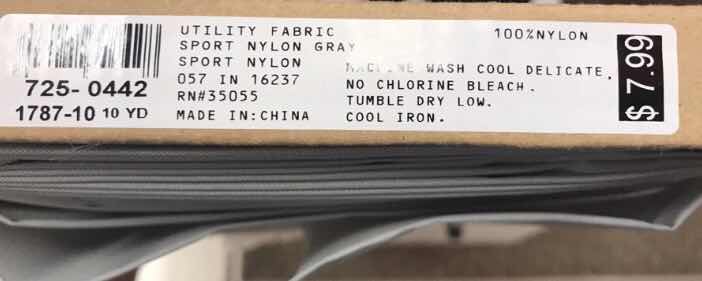 725-0442
1787-10 10 YD
UTILITY FABRIC
SPORT NYLON GRAY
SPORT NYLON
057 IN 16237
RN#35055
MADE IN:CHINA
100%NYLON
MACHINE WASH COOL DELICATE,
NO CHLORINE BLEACH.
TUMBLE DRY LOW.
COOL IRON.
$ 7.99